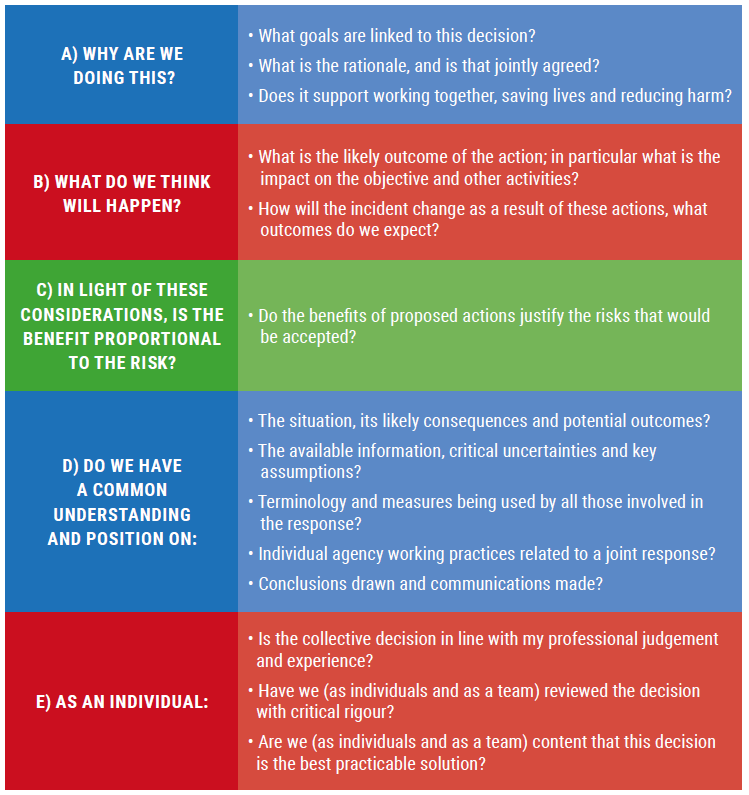 A) WHY ARE WE
DOING THIS?
• What goals are linked to this decision?
• What is the rationale, and is that jointly agreed?
• Does it support working together, saving lives and reducing harm?
B) WHAT DO WE THINK
WILL HAPPEN?
• What is the likely outcome of the action; in particular what is the
impact on the objective and other activities?
• How will the incident change as a result of these actions, what
outcomes do we expect?
C) IN LIGHT OF THESE
CONSIDERATIONS, IS THE
BENEFIT PROPORTIONAL
TO THE RISK?
• Do the benefits of proposed actions justify the risks that would
be accepted?
D) DO WE HAVE
A COMMON
UNDERSTANDING
AND POSITION ON:
• The situation, its likely consequences and potential outcomes?
• The available information, critical uncertainties and key
assumptions?
• Terminology and measures being used by all those involved in
the response?
• Individual agency working practices related to a joint response?
• Conclusions drawn and communications made?
E) AS AN INDIVIDUAL:
• Is the collective decision in line with my professional judgement
and experience?
• Have we (as individuals and as a team) reviewed the decision
with critical rigour?
• Are we (as individuals and as a team) content that this decision
is the best practicable solution?